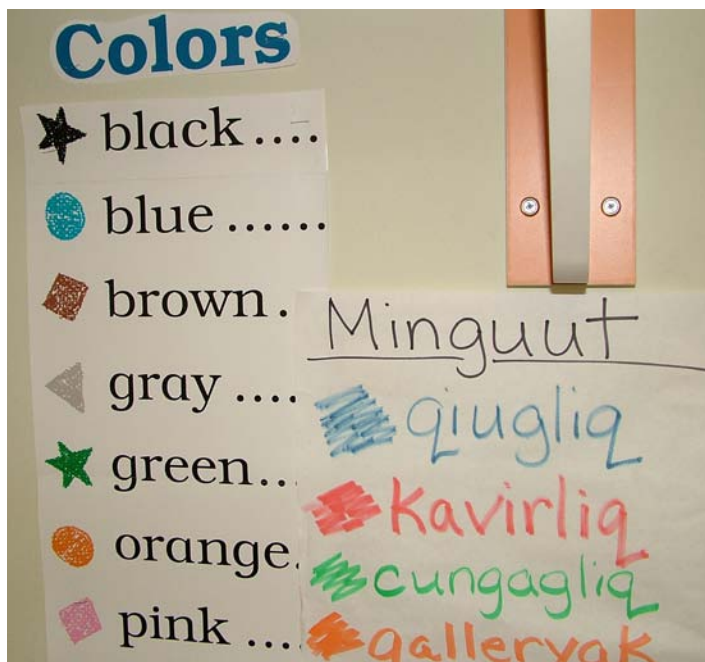 Colors
black ....
blue ......
brown .
gray ....
green...
orange.
pink ....
Minguut
qiugliq
Kavirliq
cungagliq
qallervak